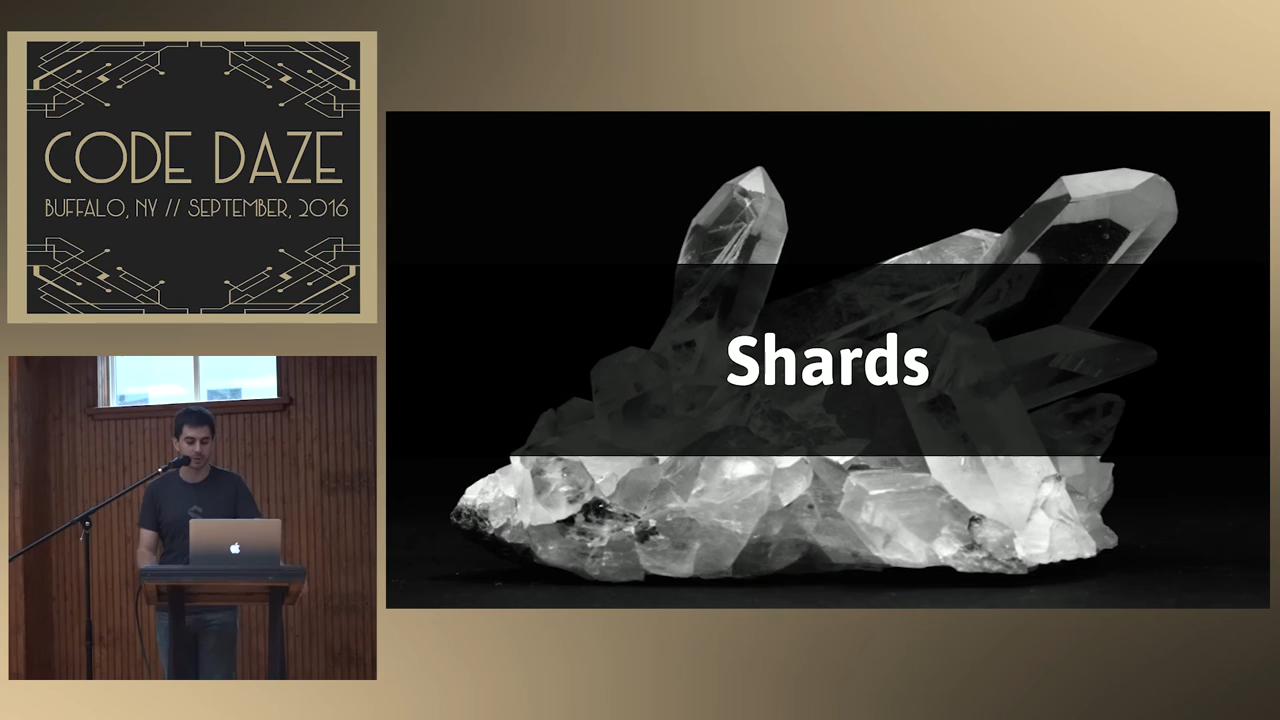 CODE DAZE
BUFFALO, NY // SEPTEMBER, 2016
Shards